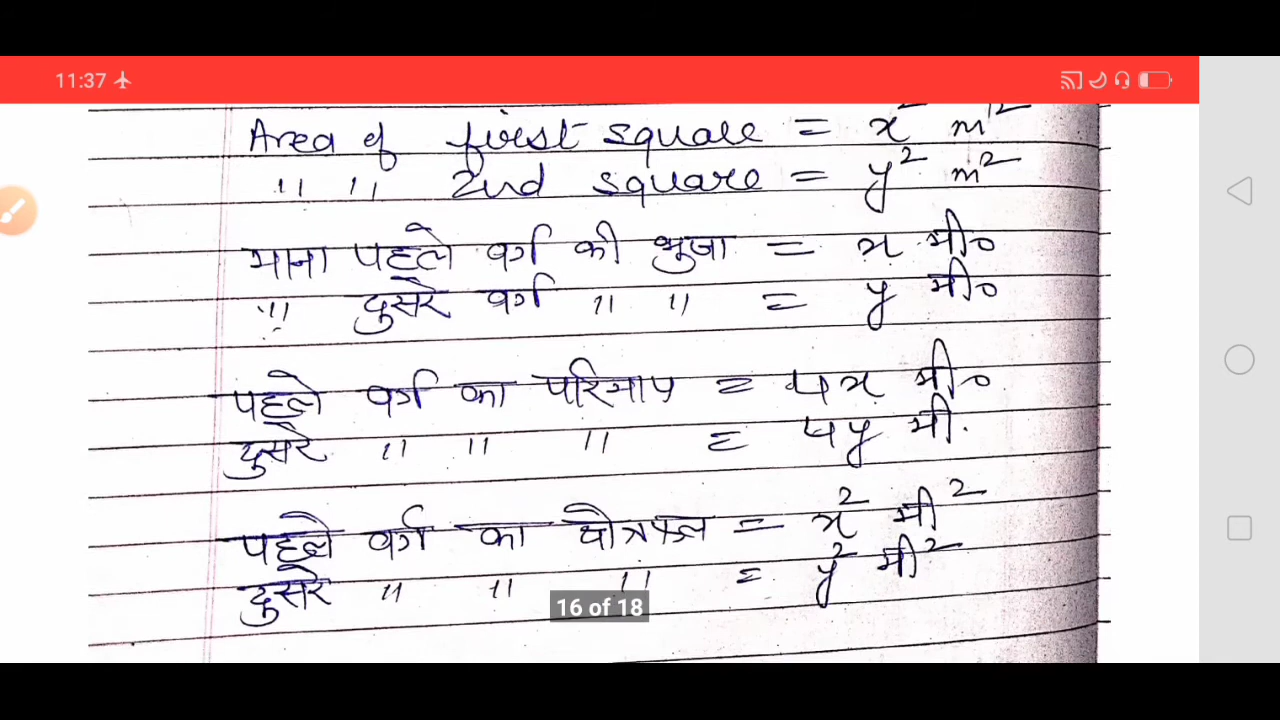 11:37
Area of first square = x² m²
" " 2nd square = y² m²
माना पहले वर्ग की भुजा = x मी०
" दुसरे वर्ग " " = y मी०
पहले वर्ग का परिमाप = 4x मी०
दुसरे " " " = 4y मी.
पहले वर्ग का क्षेत्रफल = x² मी²
दुसरे " " " = y² मी²
16 of 18